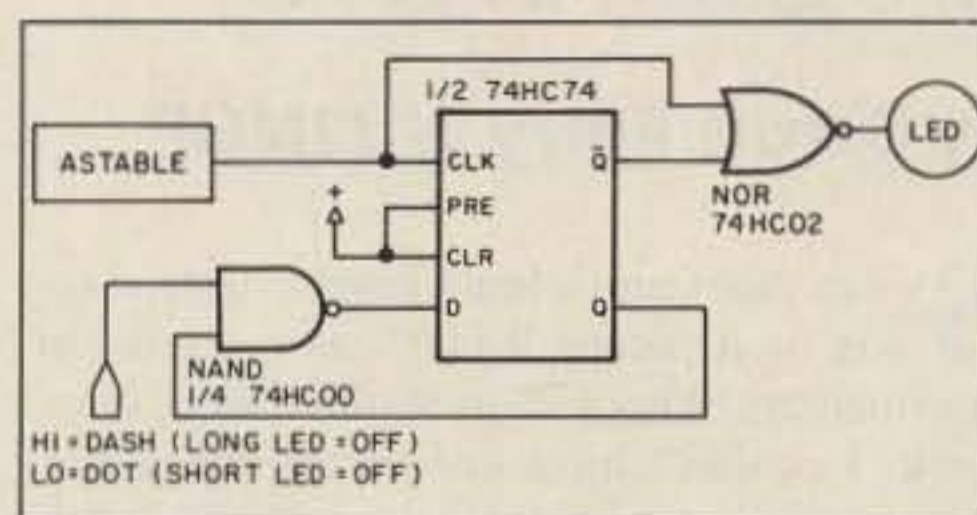 1/2 74HC74
ASTABLE
CLK
Q̅
LED
+
PRE
NOR
74HC02
CLR
D
Q
NAND
1/4 74HC00
HI=DASH (LONG LED=OFF)
LO=DOT (SHORT LED=OFF)